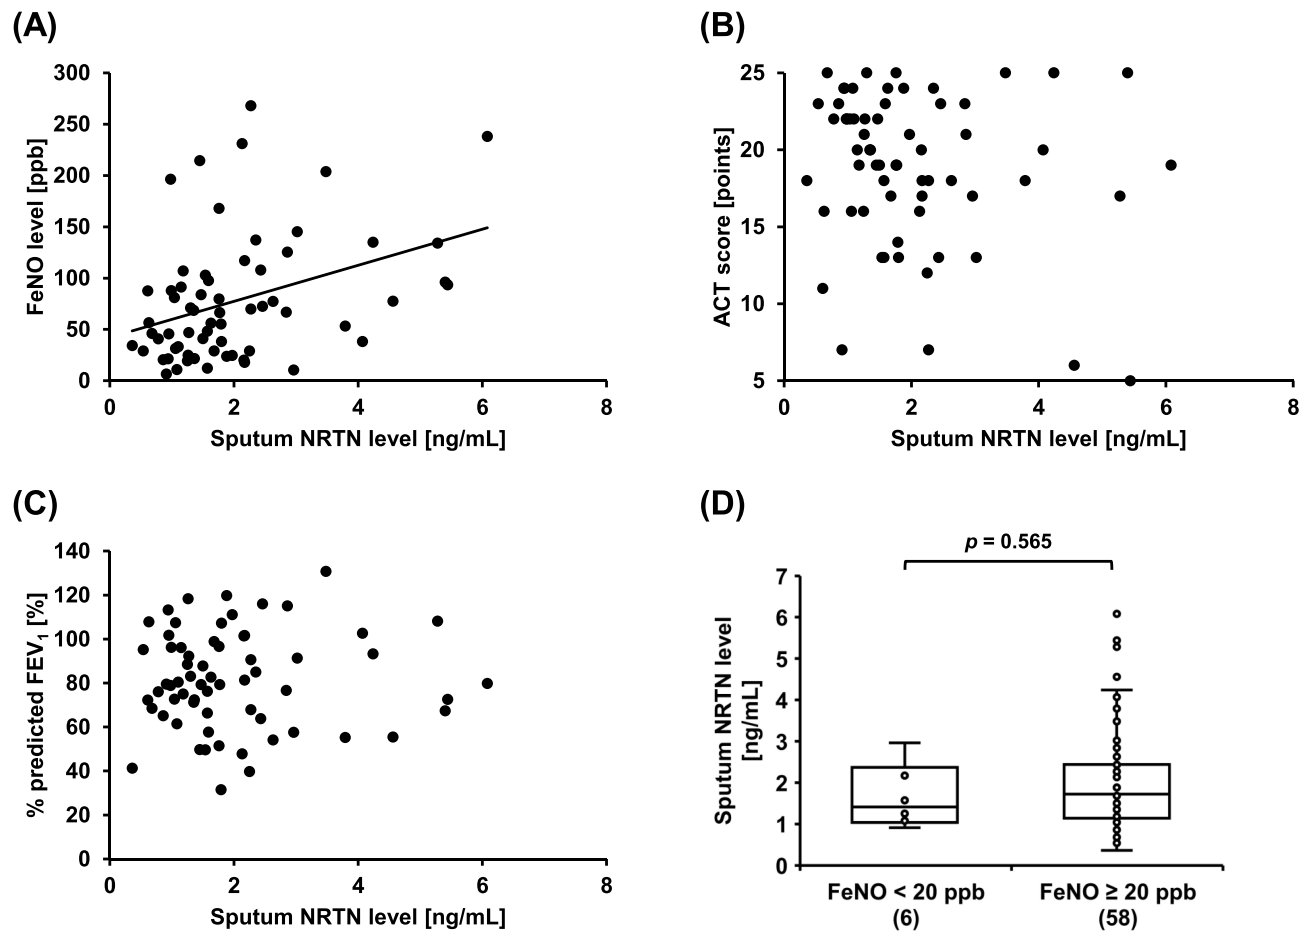 (A)
300
250
200
150
100
50
0
FeNO level [ppb]
0 2 4 6 8
Sputum NRTN level [ng/mL]
(B)
25
20
15
10
5
ACT score [points]
0 2 4 6 8
Sputum NRTN level [ng/mL]
(C)
140
120
100
80
60
40
20
0
% predicted FEV₁ [%]
0 2 4 6 8
Sputum NRTN level [ng/mL]
(D)
p = 0.565
7
6
5
4
3
2
1
0
Sputum NRTN level
[ng/mL]
FeNO < 20 ppb FeNO ≥ 20 ppb
(6) (58)